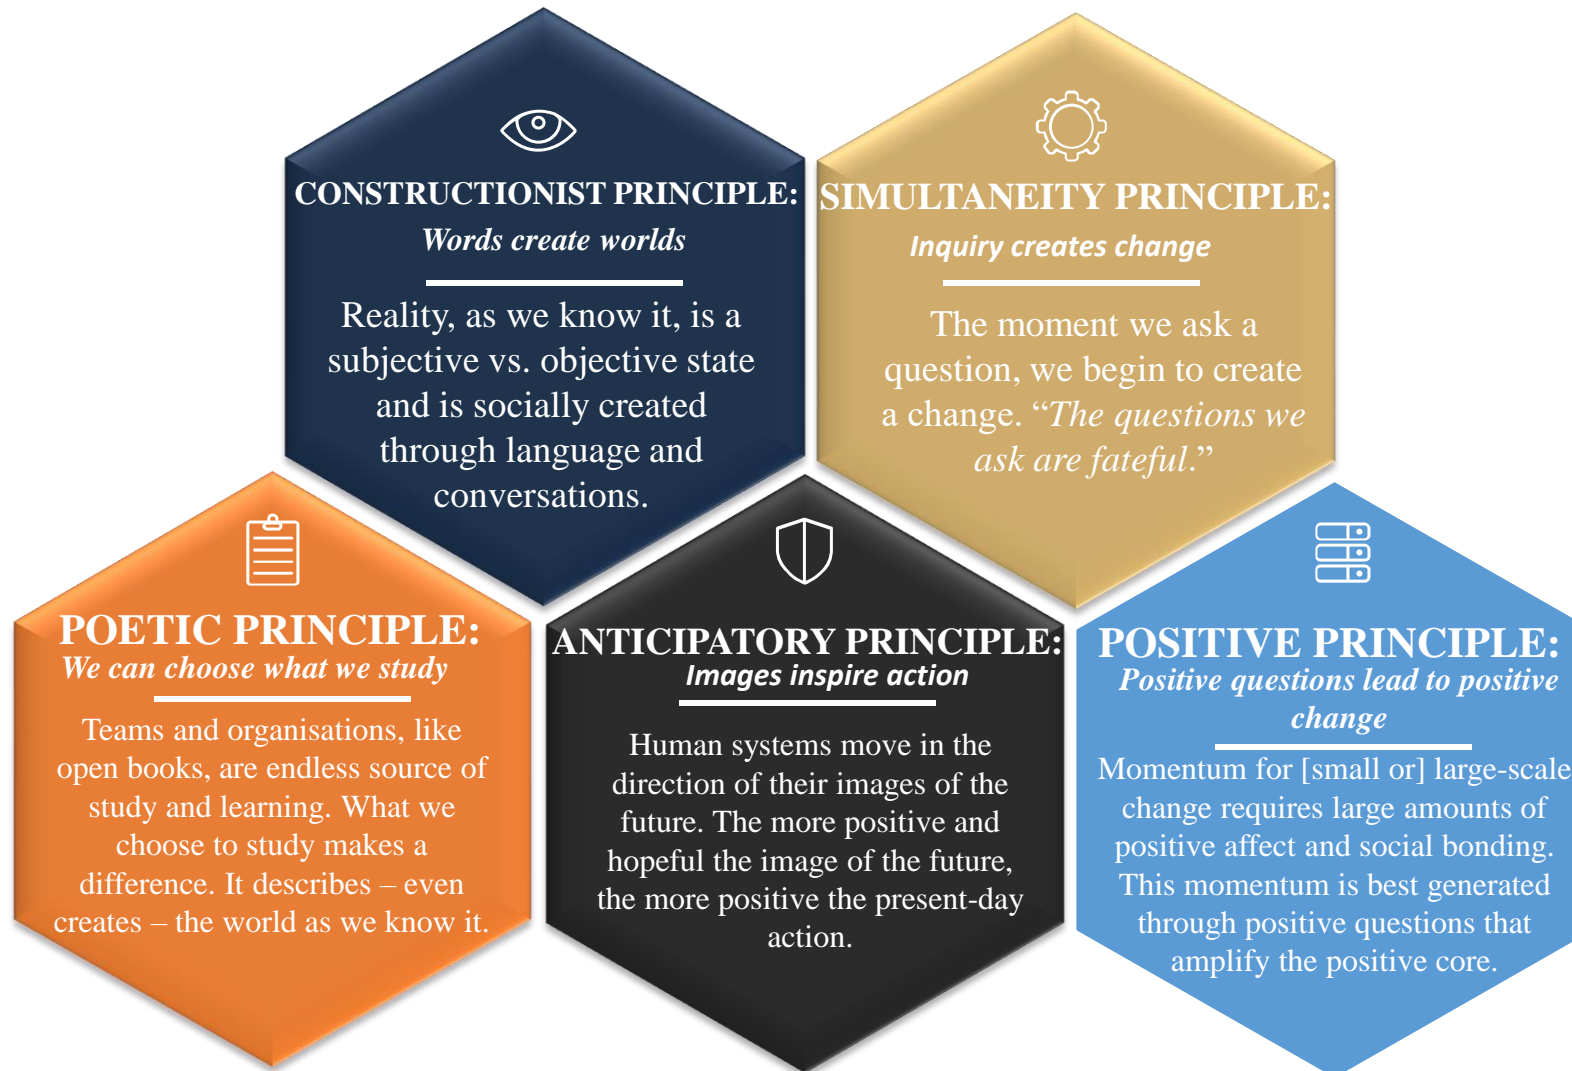 CONSTRUCTIONIST PRINCIPLE:
Words create worlds
Reality, as we know it, is a
subjective vs. objective state
and is socially created
through language and
conversations.
SIMULTANEITY PRINCIPLE:
Inquiry creates change
The moment we ask a
question, we begin to create
a change. “The questions we
ask are fateful.”
POETIC PRINCIPLE:
We can choose what we study
Teams and organisations, like
open books, are endless source of
study and learning. What we
choose to study makes a
difference. It describes – even
creates – the world as we know it.
ANTICIPATORY PRINCIPLE:
Images inspire action
Human systems move in the
direction of their images of the
future. The more positive and
hopeful the image of the future,
the more positive the present-day
action.
POSITIVE PRINCIPLE:
Positive questions lead to positive
change
Momentum for [small or] large-scale
change requires large amounts of
positive affect and social bonding.
This momentum is best generated
through positive questions that
amplify the positive core.